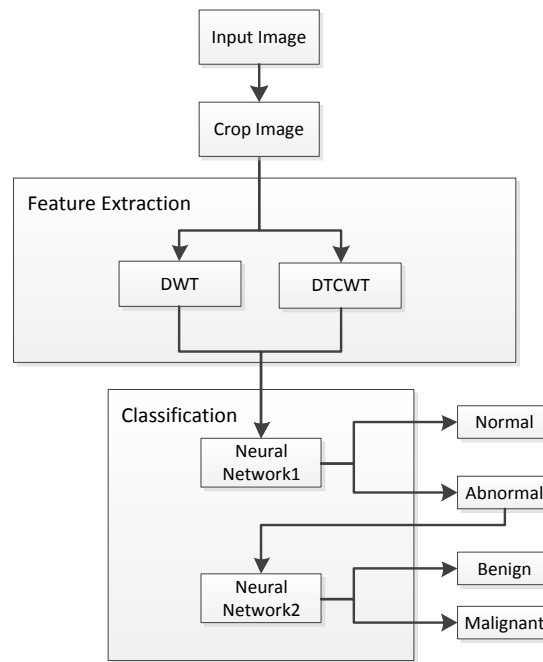 Input Image
Crop Image
Feature Extraction
DWT
DTCWT
Classification
Neural
Network1
Normal
Abnormal
Neural
Network2
Benign
Malignant